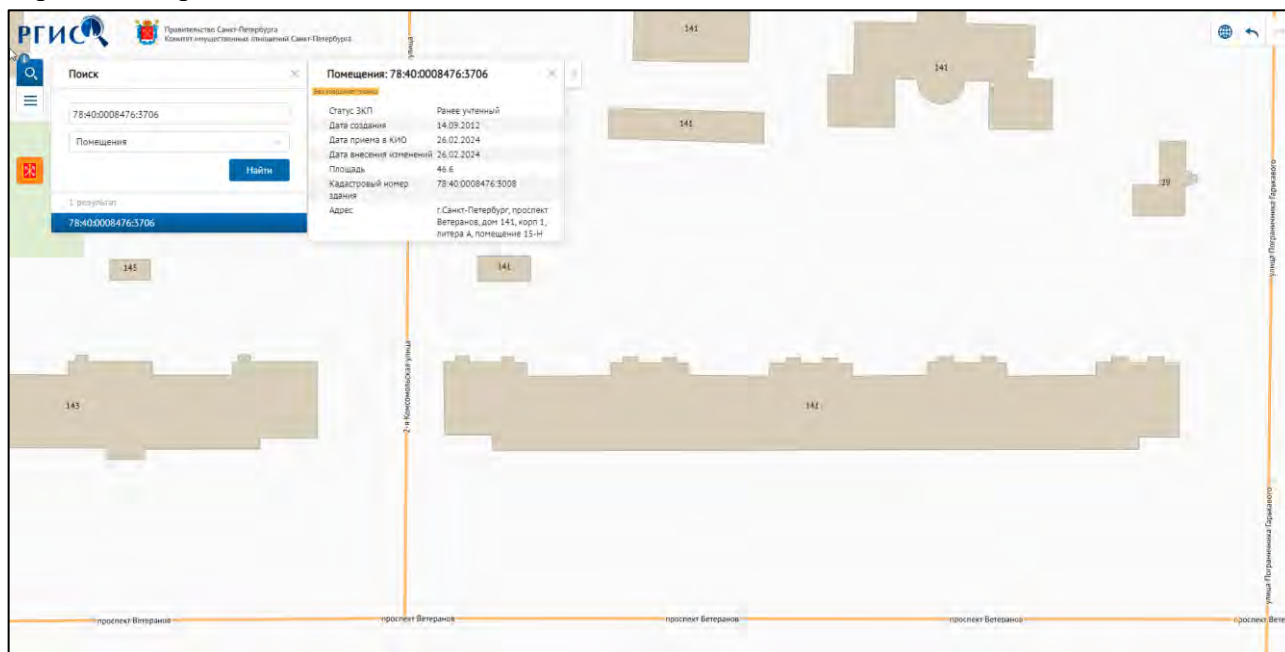 РГИС
Правительство Санкт-Петербурга
Комитет имущественных отношений Санкт-Петербурга
Поиск
78:40:0008476:3706
Помещения
Найти
1 результат
78:40:0008476:3706
Помещения: 78:40:0008476:3706
Статус ЗКП Ранее учтенный
Дата создания 14.09.2012
Дата приема в КИО 26.02.2024
Дата внесения изменений 26.02.2024
Площадь 46.6
Кадастровый номер здания 78:40:0008476:3008
Адрес г.Санкт-Петербург, проспект
Ветеранов, дом 141, корп 1,
литера А, помещение 15-Н
улица
141
141
141
39
145
141
143
141
2-я Комсомольская улица
улица Пограничника Гарькавого
улица Пограничника Гарькавого
проспект Ветеранов
проспект Ветеранов
проспект Ветеранов
проспект Ветеранов
проспект Вете